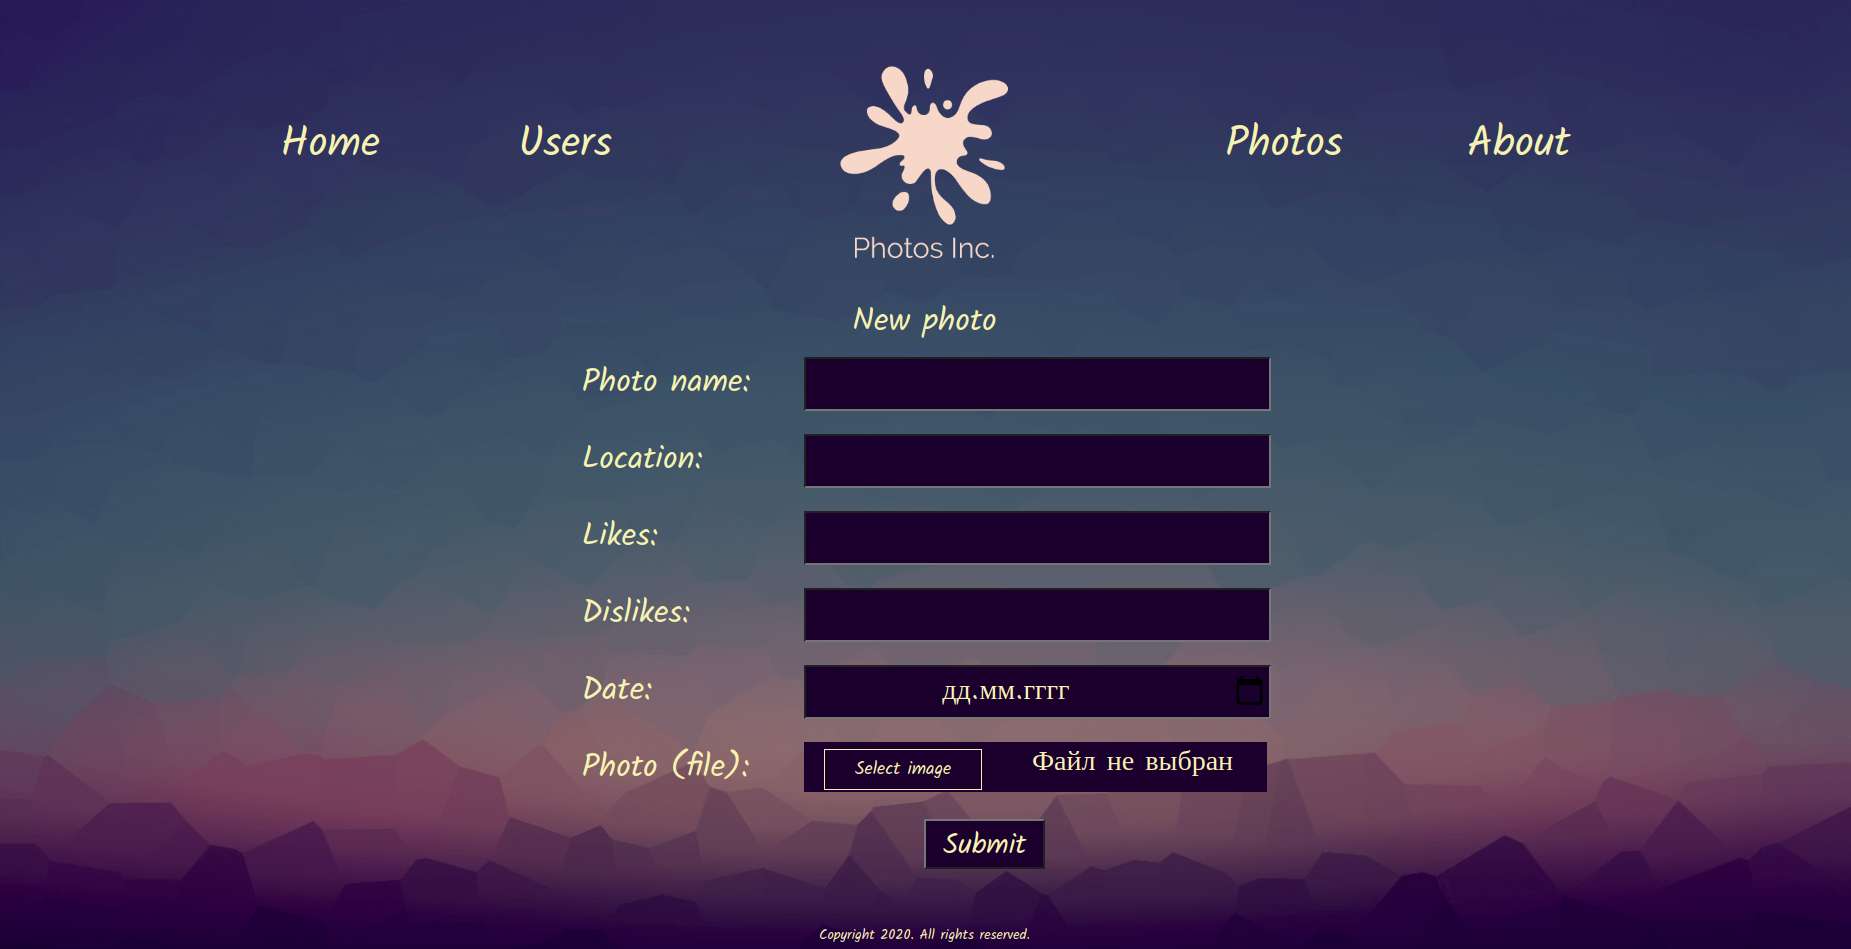 Home Users Photos About
Photos Inc.
New photo
Photo name:
Location:
Likes:
Dislikes:
Date: дд.мм.гггг
Photo (file): Select image Файл не выбран
Submit
Copyright 2020. All rights reserved.